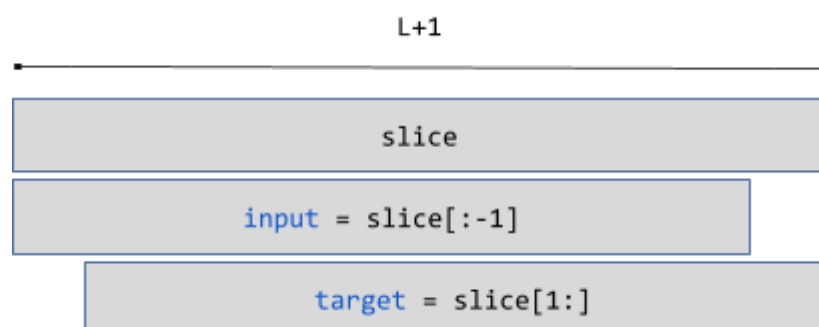 L+1
slice
input = slice[:-1]
target = slice[1:]